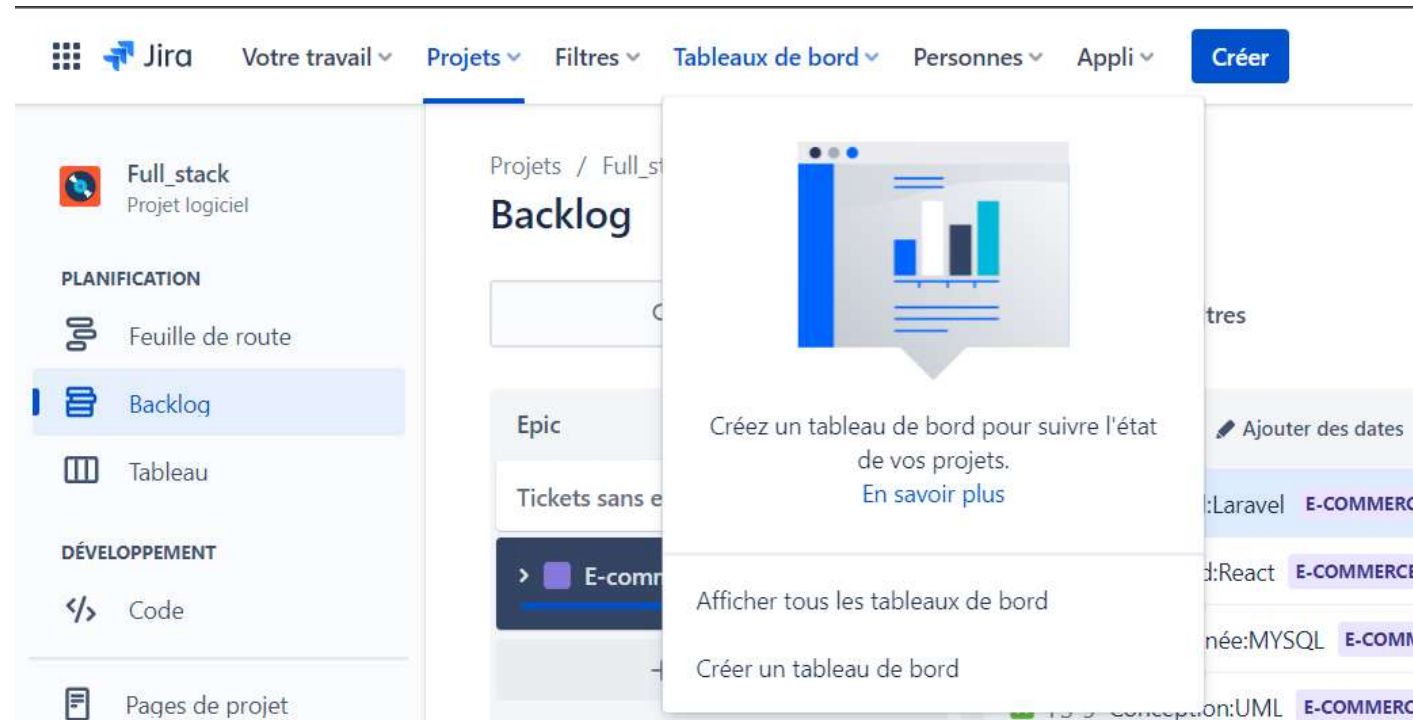 Jira Votre travail Projets Filtres Tableaux de bord Personnes Appli Créer
Full_stack
Projet logiciel
PLANIFICATION
Feuille de route
Backlog
Tableau
DÉVELOPPEMENT
Code
Pages de projet
Projets / Full_st
Backlog
tres
Epic
Tickets sans e
E-comm
Créez un tableau de bord pour suivre l'état
de vos projets.
En savoir plus
Afficher tous les tableaux de bord
Créer un tableau de bord
Ajouter des dates
:Laravel E-COMMERC
d:React E-COMMERCE
née:MYSQL E-COMM
Conception:UML E-COMMERC